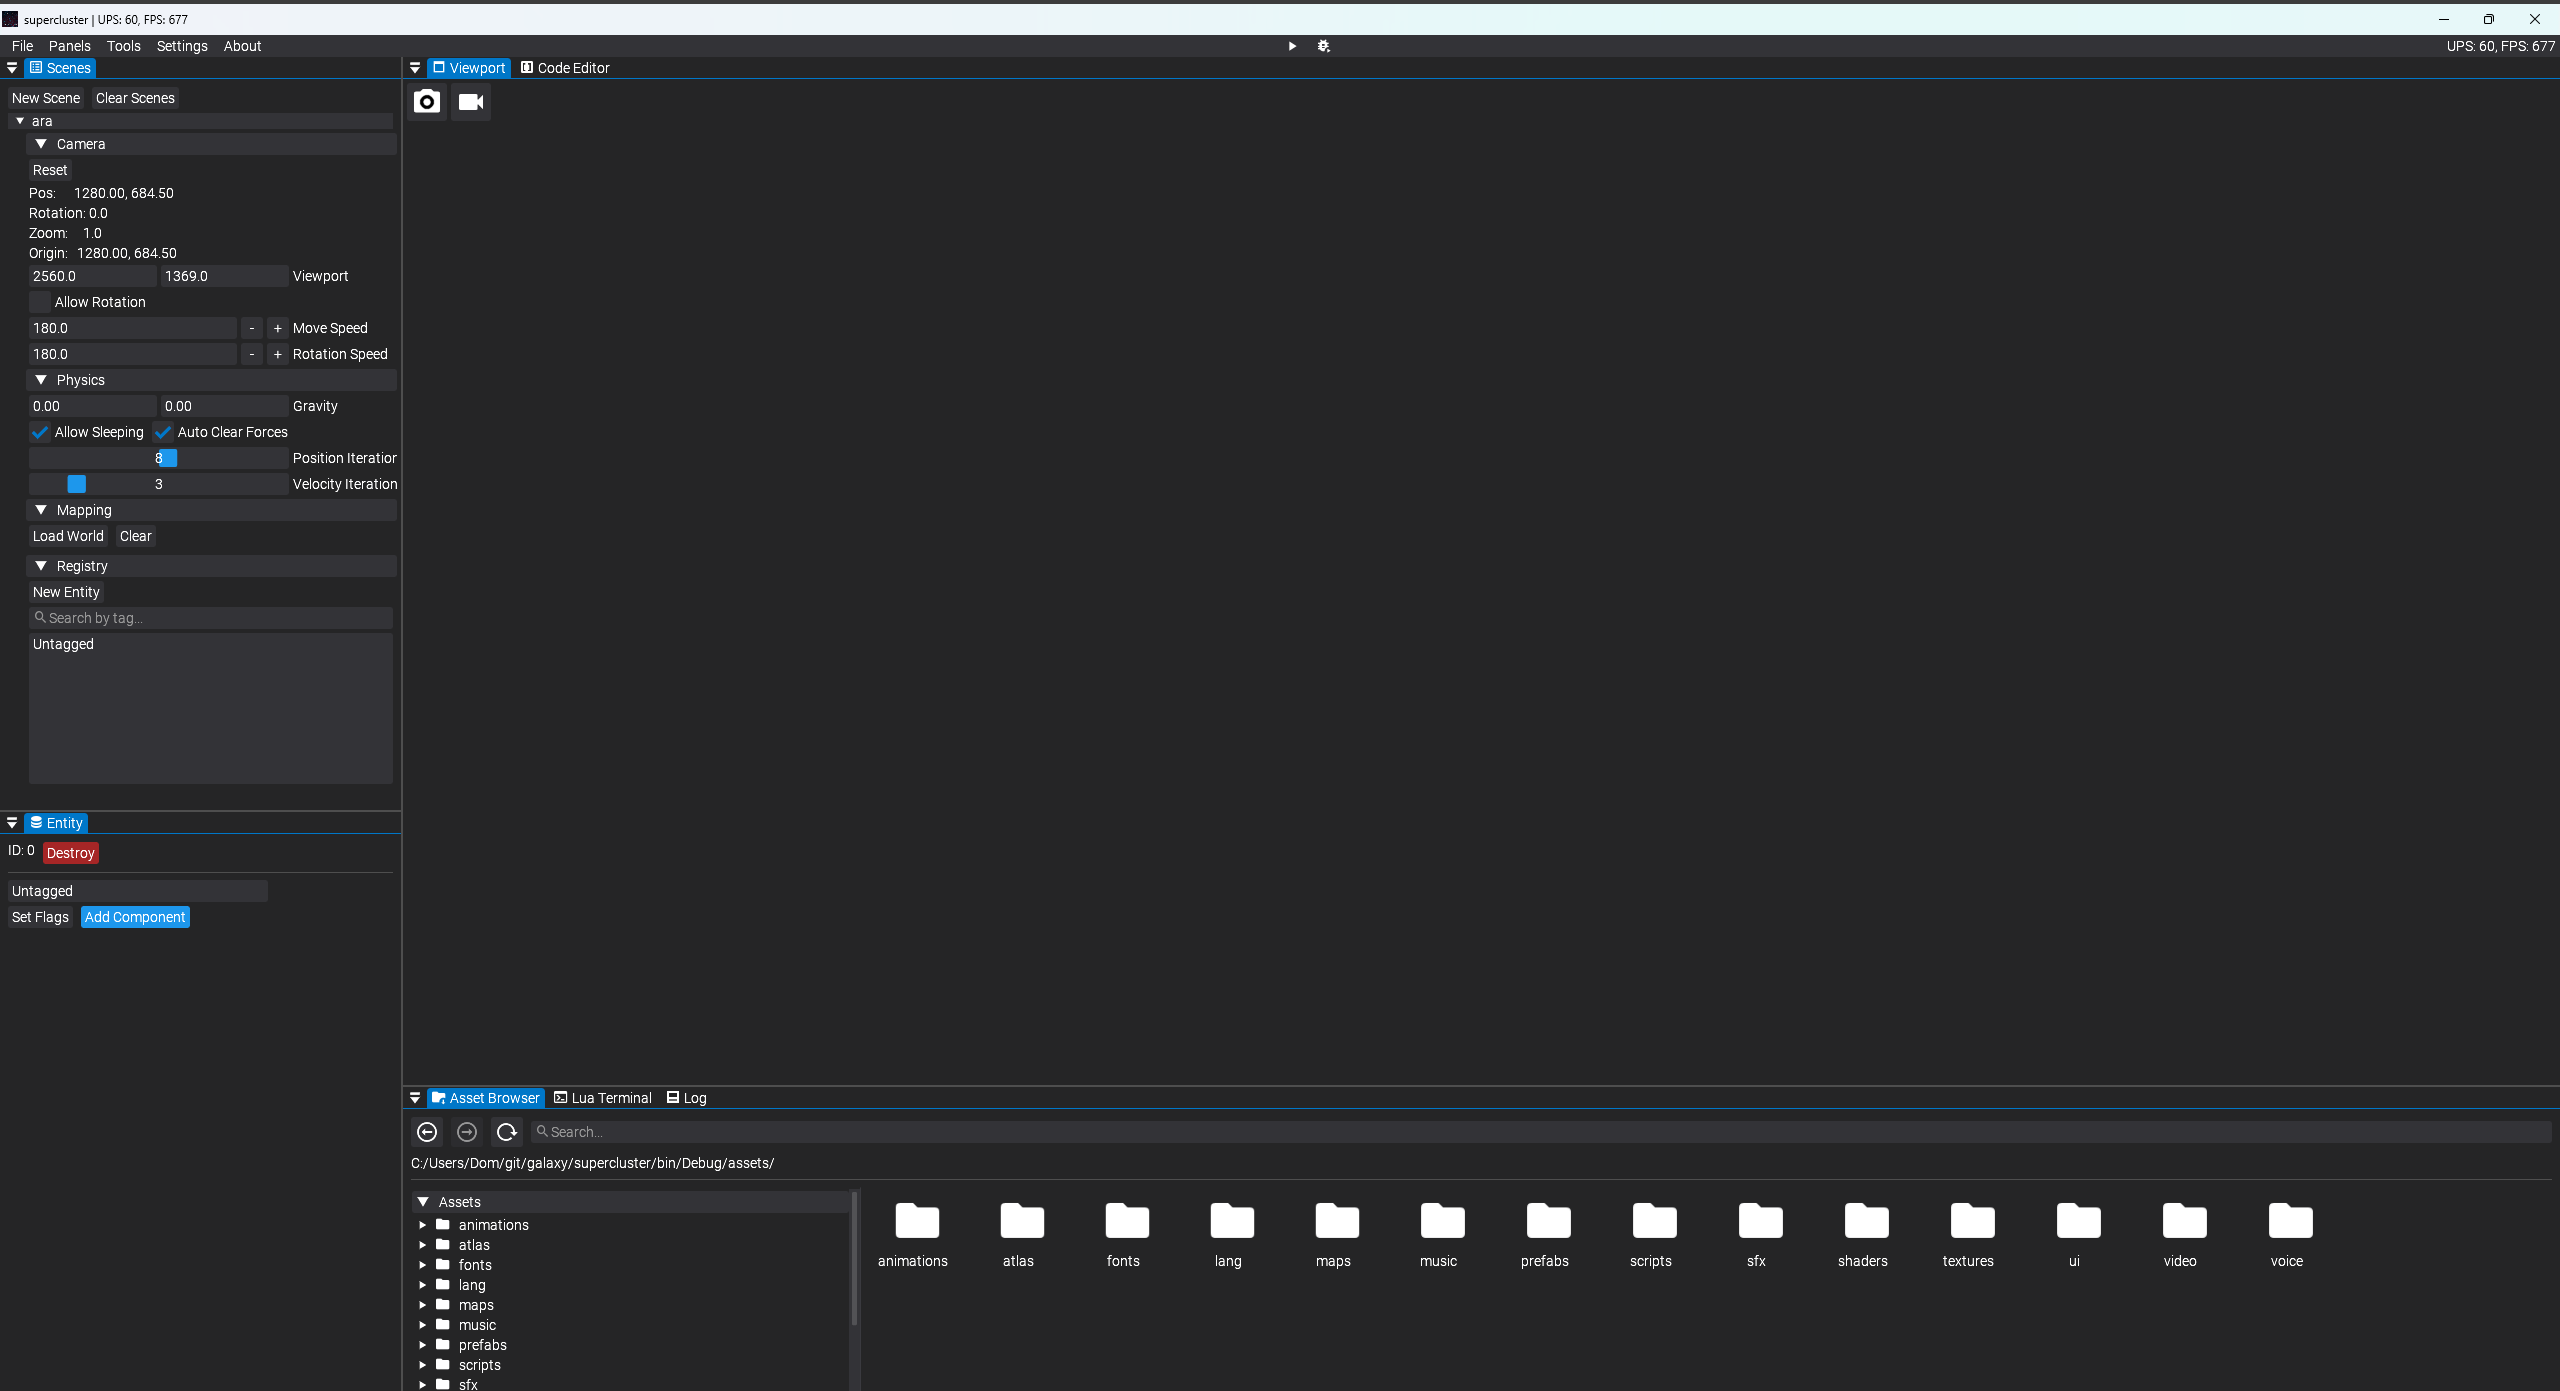 supercluster | UPS: 60, FPS: 677
File Panels Tools Settings About
UPS: 60, FPS: 677
Scenes
New Scene Clear Scenes
ara
Camera
Reset
Pos: 1280.00, 684.50
Rotation: 0.0
Zoom: 1.0
Origin: 1280.00, 684.50
2560.0 1369.0 Viewport
Allow Rotation
180.0 - + Move Speed
180.0 - + Rotation Speed
Physics
0.00 0.00 Gravity
Allow Sleeping Auto Clear Forces
8 Position Iteration
3 Velocity Iteration
Mapping
Load World Clear
Registry
New Entity
Search by tag...
Untagged
Entity
ID: 0 Destroy
Untagged
Set Flags Add Component
Viewport Code Editor
Asset Browser Lua Terminal Log
Search...
C:/Users/Dom/git/galaxy/supercluster/bin/Debug/assets/
Assets
animations
atlas
fonts
lang
maps
music
prefabs
scripts
sfx
animations atlas fonts lang maps music prefabs scripts sfx shaders textures ui video voice